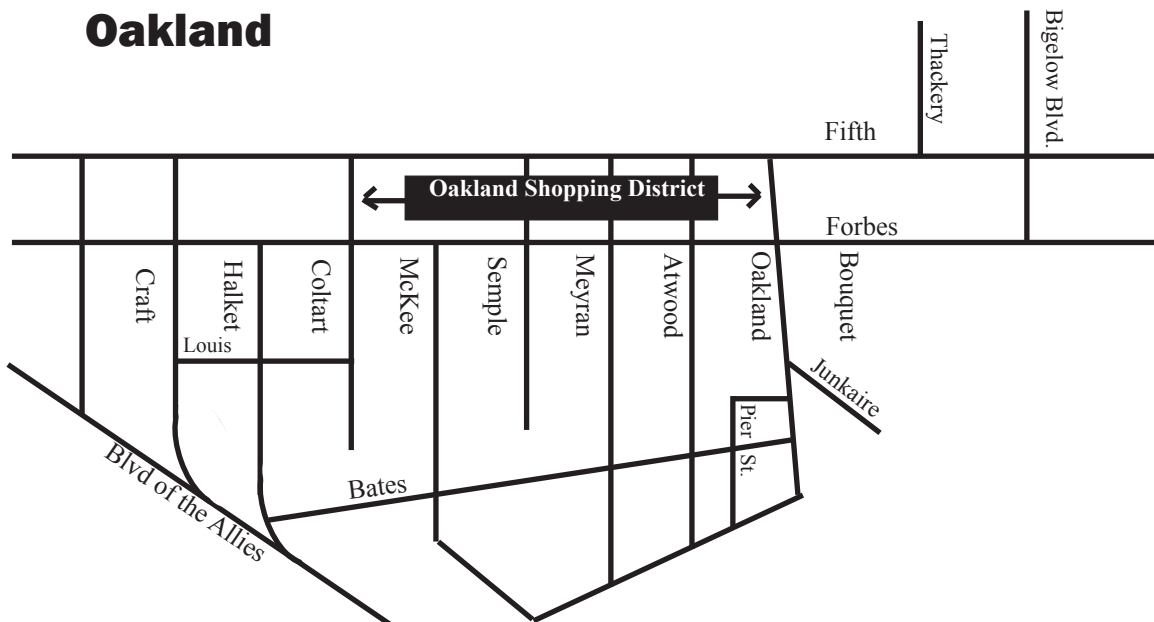 Oakland
Thackery
Bigelow Blvd.
Fifth
Oakland Shopping District
Forbes
Craft
Halket
Coltart
McKee
Semple
Meyran
Atwood
Oakland
Bouquet
Louis
Junkaire
Pier St.
Bates
Blvd of the Allies